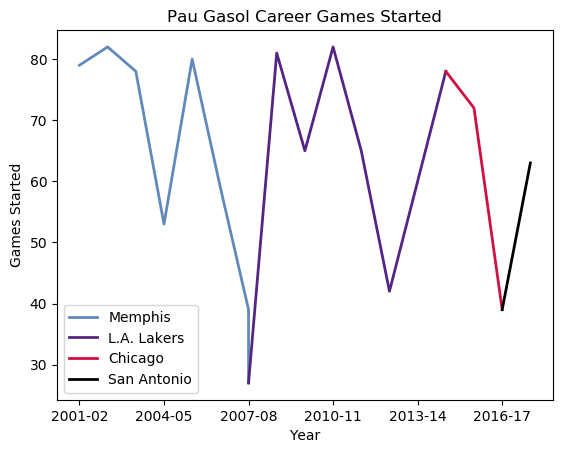 Pau Gasol Career Games Started
Games Started
80
70
60
50
40
30
Memphis
L.A. Lakers
Chicago
San Antonio
2001-02 2004-05 2007-08 2010-11 2013-14 2016-17
Year